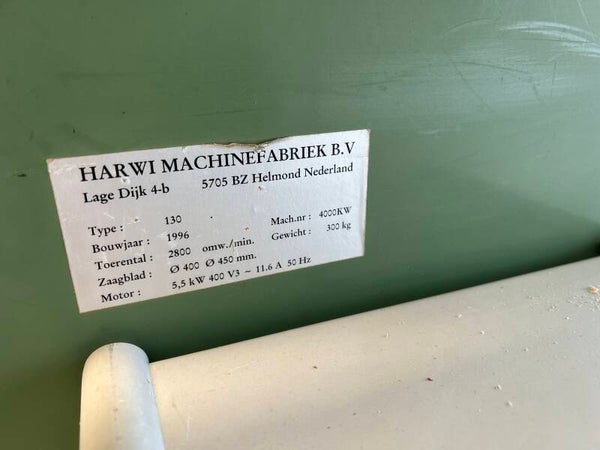 HARWI MACHINEFABRIEK B.V
Lage Dijk 4-b 5705 BZ Helmond Nederland
Type : 130 Mach.nr : 4000KW
Bouwjaar : 1996 Gewicht : 300 kg
Toerental : 2800 omw./min.
Zaagblad : Ø 400 Ø 450 mm.
Motor : 5,5 kW 400 V3 ~ 11.6 A 50 Hz